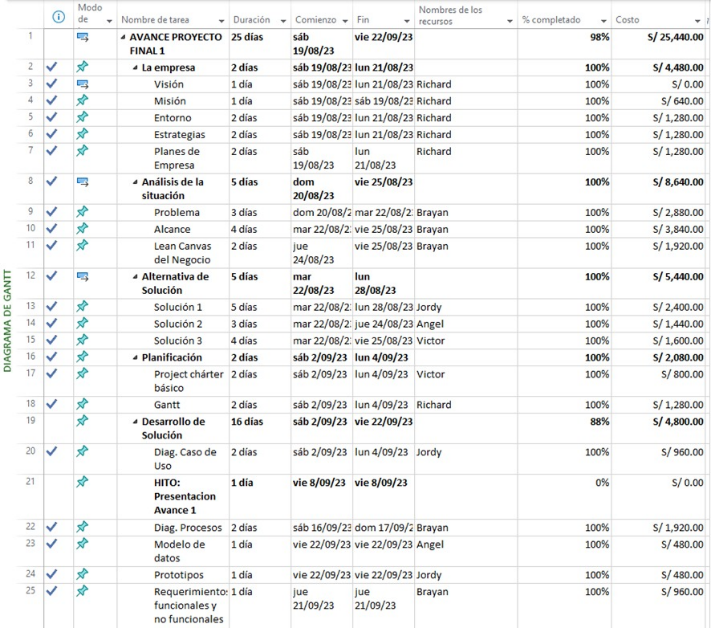 Modo de
Nombre de tarea
Duración
Comienzo
Fin
Nombres de los recursos
% completado
Costo
1 AVANCE PROYECTO FINAL 1 25 días sáb 19/08/23 vie 22/09/23 98% S/ 25,440.00
2 La empresa 2 días sáb 19/08/23 lun 21/08/23 100% S/ 4,480.00
3 Visión 1 día sáb 19/08/23 lun 21/08/23 Richard 100% S/ 0.00
4 Misión 1 día sáb 19/08/23 sáb 19/08/23 Richard 100% S/ 640.00
5 Entorno 2 días sáb 19/08/23 lun 21/08/23 Richard 100% S/ 1,280.00
6 Estrategias 2 días sáb 19/08/23 lun 21/08/23 Richard 100% S/ 1,280.00
7 Planes de Empresa 2 días sáb 19/08/23 lun 21/08/23 Richard 100% S/ 1,280.00
8 Análisis de la situación 5 días dom 20/08/23 vie 25/08/23 100% S/ 8,640.00
9 Problema 3 días dom 20/08/2 mar 22/08/2 Brayan 100% S/ 2,880.00
10 Alcance 4 días mar 22/08/2 vie 25/08/23 Brayan 100% S/ 3,840.00
11 Lean Canvas del Negocio 2 días jue 24/08/23 vie 25/08/23 Brayan 100% S/ 1,920.00
12 Alternativa de Solución 5 días mar 22/08/23 lun 28/08/23 100% S/ 5,440.00
13 Solución 1 5 días mar 22/08/2 lun 28/08/23 Jordy 100% S/ 2,400.00
14 Solución 2 3 días mar 22/08/2 jue 24/08/23 Angel 100% S/ 1,440.00
15 Solución 3 4 días mar 22/08/2 vie 25/08/23 Victor 100% S/ 1,600.00
16 Planificación 2 días sáb 2/09/23 lun 4/09/23 100% S/ 2,080.00
17 Project chárter básico 2 días sáb 2/09/23 lun 4/09/23 Victor 100% S/ 800.00
18 Gantt 2 días sáb 2/09/23 lun 4/09/23 Richard 100% S/ 1,280.00
19 Desarrollo de Solución 16 días sáb 2/09/23 vie 22/09/23 88% S/ 4,800.00
20 Diag. Caso de Uso 2 días sáb 2/09/23 lun 4/09/23 Jordy 100% S/ 960.00
21 HITO: Presentacion Avance 1 1 día vie 8/09/23 vie 8/09/23 0% S/ 0.00
22 Diag. Procesos 2 días sáb 16/09/23 dom 17/09/2 Brayan 100% S/ 1,920.00
23 Modelo de datos 1 día vie 22/09/23 vie 22/09/23 Angel 100% S/ 480.00
24 Prototipos 1 día vie 22/09/23 vie 22/09/23 Jordy 100% S/ 480.00
25 Requerimientos funcionales y no funcionales 1 día jue 21/09/23 jue 21/09/23 Brayan 100% S/ 960.00
DIAGRAMA DE GANTT